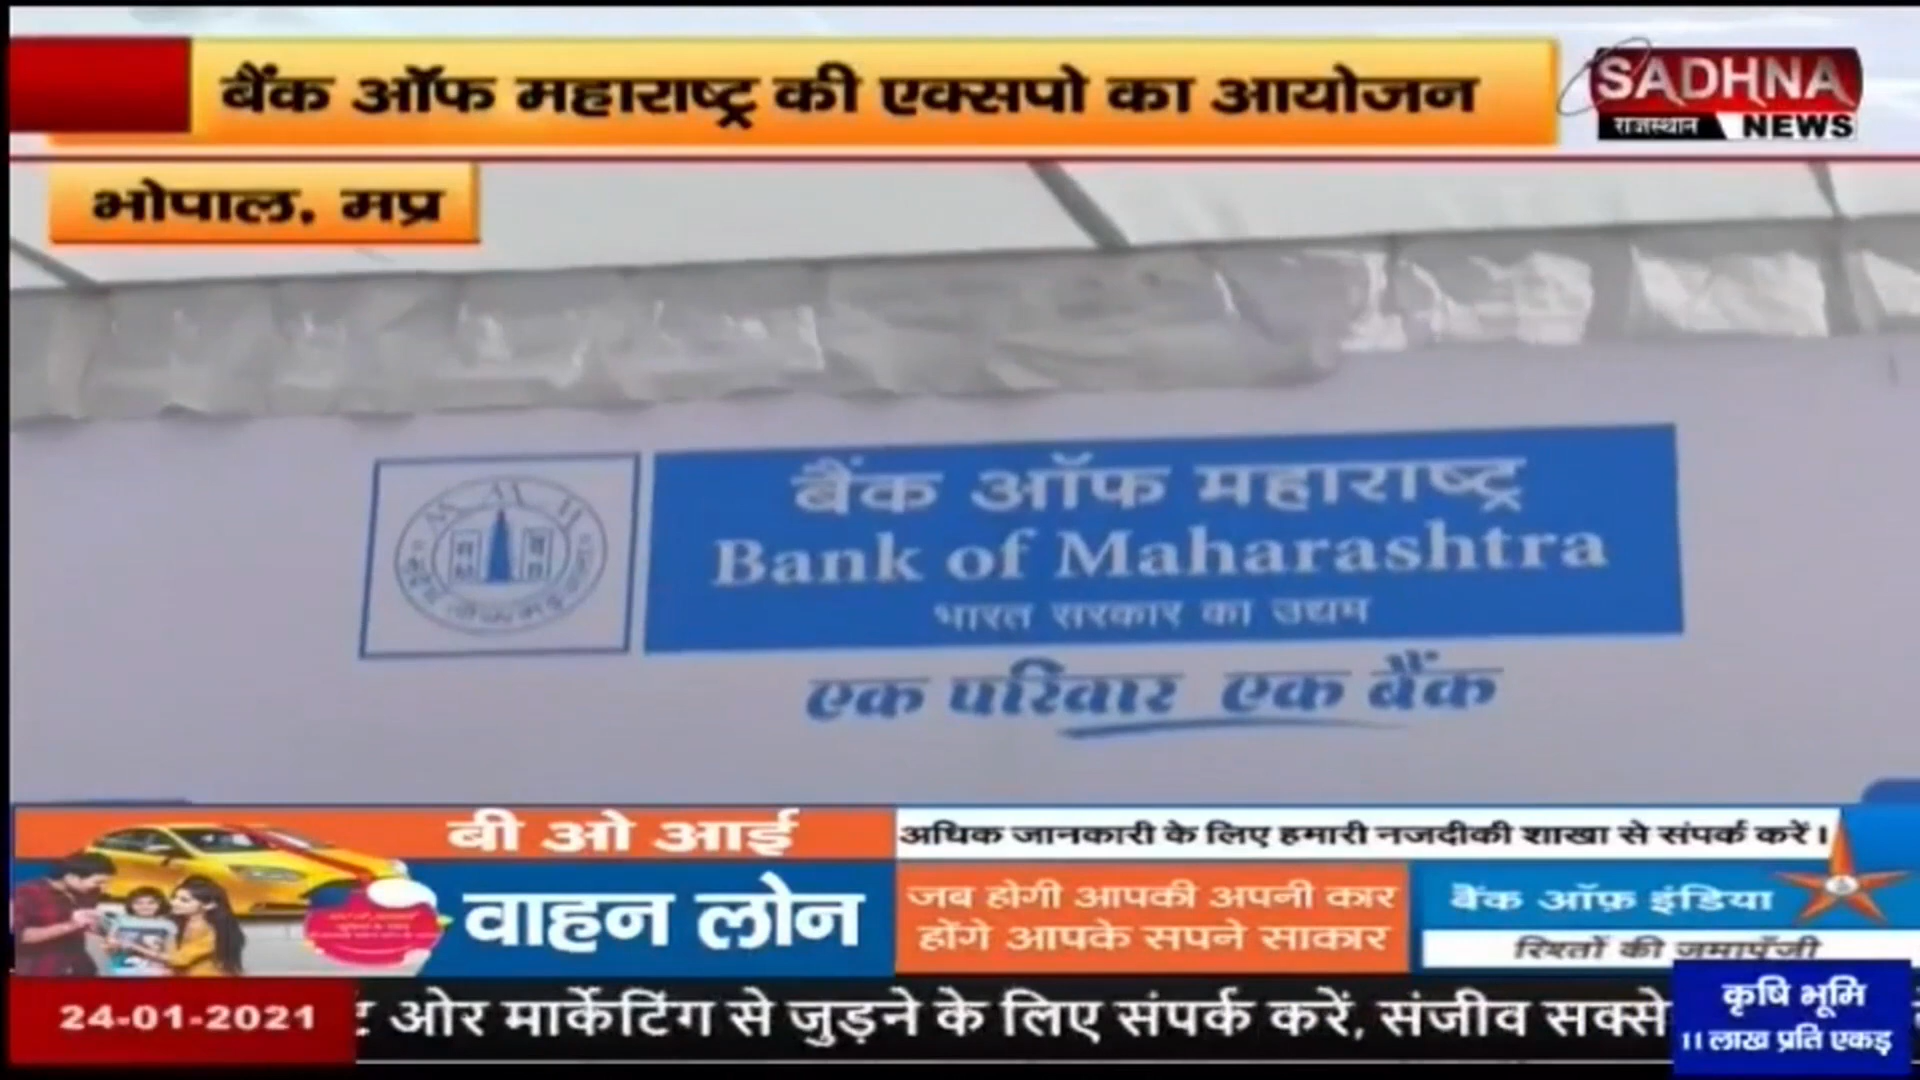 बैंक ऑफ महाराष्ट्र की एक्सपो का आयोजन
SADHNA
राजस्थान NEWS
भोपाल, मप्र
बैंक ऑफ महाराष्ट्र
Bank of Maharashtra
भारत सरकार का उद्यम
एक परिवार एक बैंक
बी ओ आई
वाहन लोन
अधिक जानकारी के लिए हमारी नजदीकी शाखा से संपर्क करें।
जब होगी आपकी अपनी कार
होंगे आपके सपने साकार
बैंक ऑफ़ इंडिया
रिश्तों की जमापूँजी
24-01-2021
ओर मार्केटिंग से जुड़ने के लिए संपर्क करें, संजीव सक्से
कृषि भूमि
11 लाख प्रति एकड़